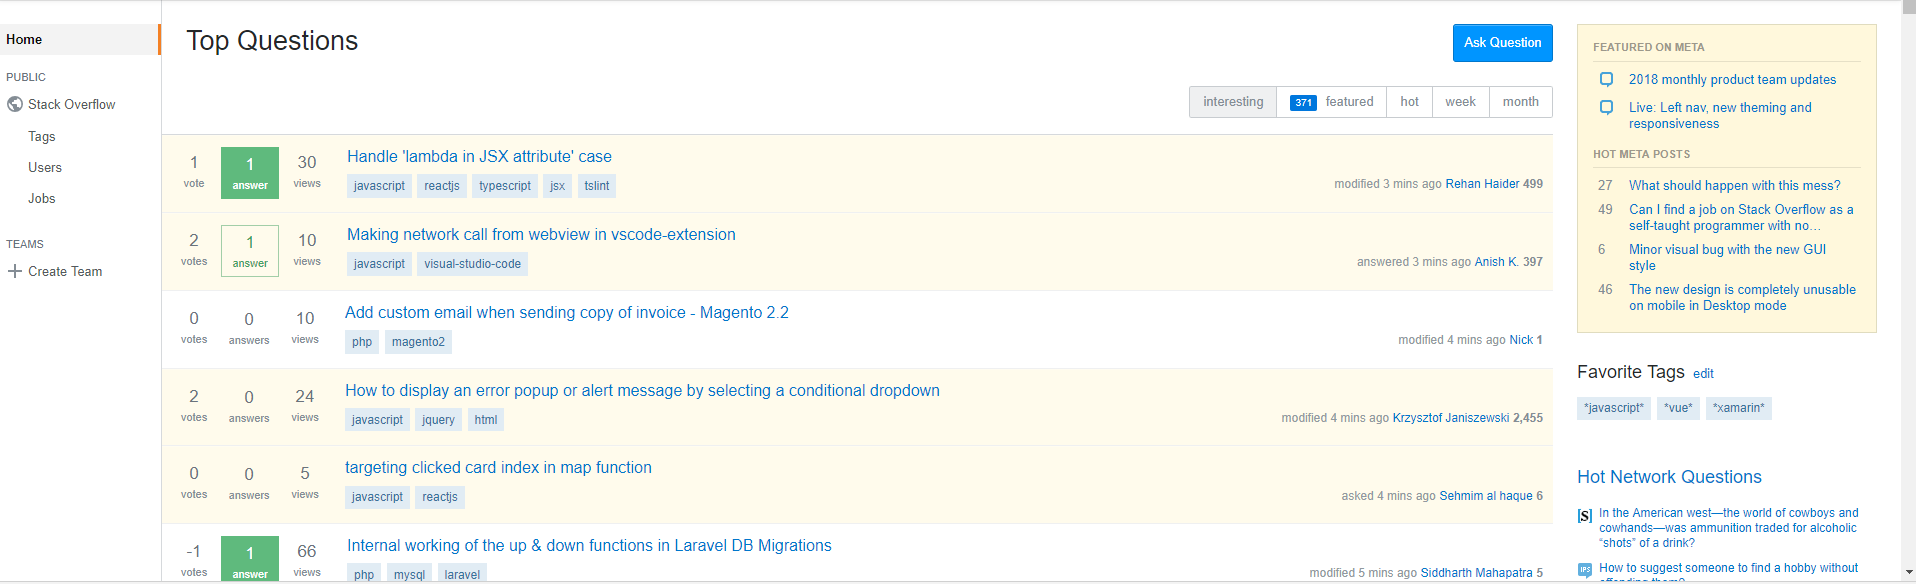 Home
PUBLIC
Stack Overflow
Tags
Users
Jobs
TEAMS
Create Team
Top Questions
Ask Question
interesting
371 featured
hot
week
month
1 vote
1 answer
30 views
Handle 'lambda in JSX attribute' case
javascript reactjs typescript jsx tslint
modified 3 mins ago Rehan Haider 499
2 votes
1 answer
10 views
Making network call from webview in vscode-extension
javascript visual-studio-code
answered 3 mins ago Anish K. 397
0 votes
0 answers
10 views
Add custom email when sending copy of invoice - Magento 2.2
php magento2
modified 4 mins ago Nick 1
2 votes
0 answers
24 views
How to display an error popup or alert message by selecting a conditional dropdown
javascript jquery html
modified 4 mins ago Krzysztof Janiszewski 2,455
0 votes
0 answers
5 views
targeting clicked card index in map function
javascript reactjs
asked 4 mins ago Sehmim al haque 6
-1 votes
1 answer
66 views
Internal working of the up & down functions in Laravel DB Migrations
php mysql laravel
modified 5 mins ago Siddharth Mahapatra 5
FEATURED ON META
2018 monthly product team updates
Live: Left nav, new theming and
responsiveness
HOT META POSTS
27 What should happen with this mess?
49 Can I find a job on Stack Overflow as a
self-taught programmer with no…
6 Minor visual bug with the new GUI
style
46 The new design is completely unusable
on mobile in Desktop mode
Favorite Tags edit
*javascript* *vue* *xamarin*
Hot Network Questions
[S] In the American west—the world of cowboys and
cowhands—was ammunition traded for alcoholic
“shots” of a drink?
IPS How to suggest someone to find a hobby without
offending them?